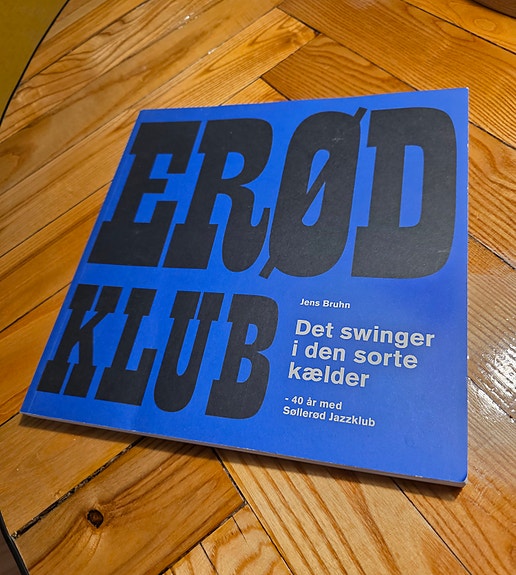 ERØD
KLUB
Jens Bruhn
Det swinger
i den sorte
kælder
- 40 år med
Søllerød Jazzklub